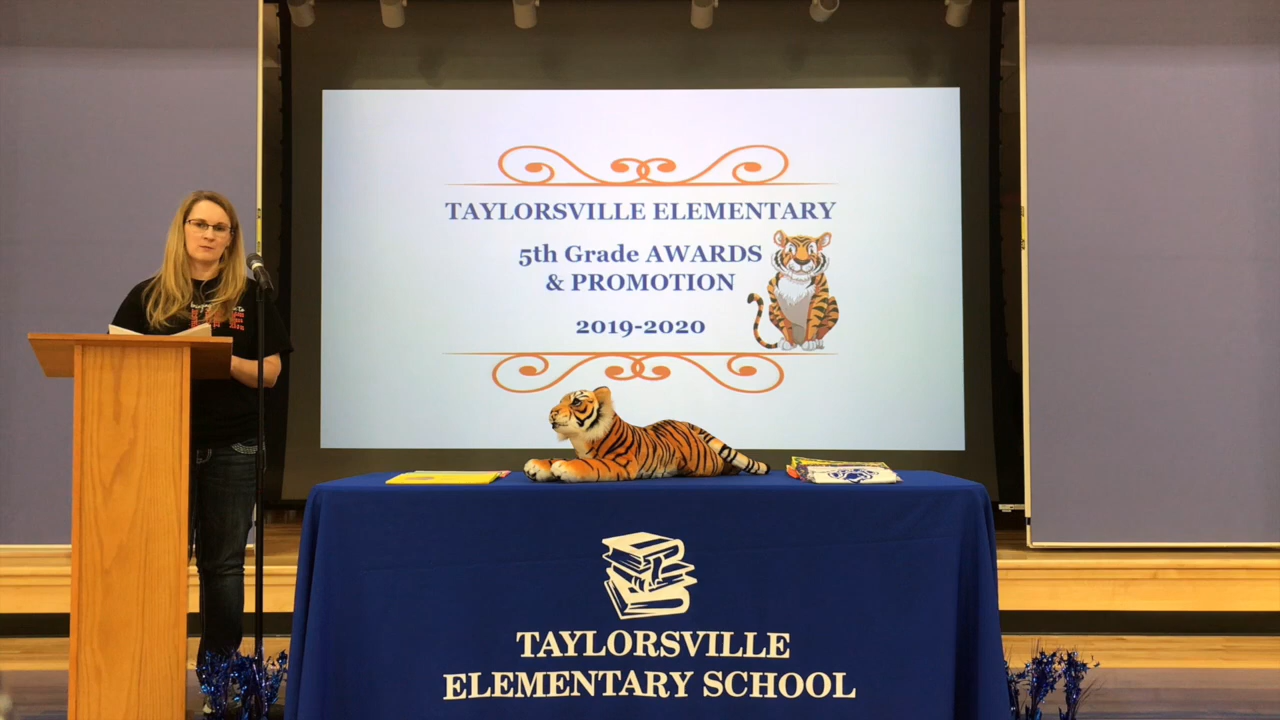 TAYLORSVILLE ELEMENTARY
5th Grade AWARDS
& PROMOTION
2019-2020
TAYLORSVILLE
ELEMENTARY SCHOOL